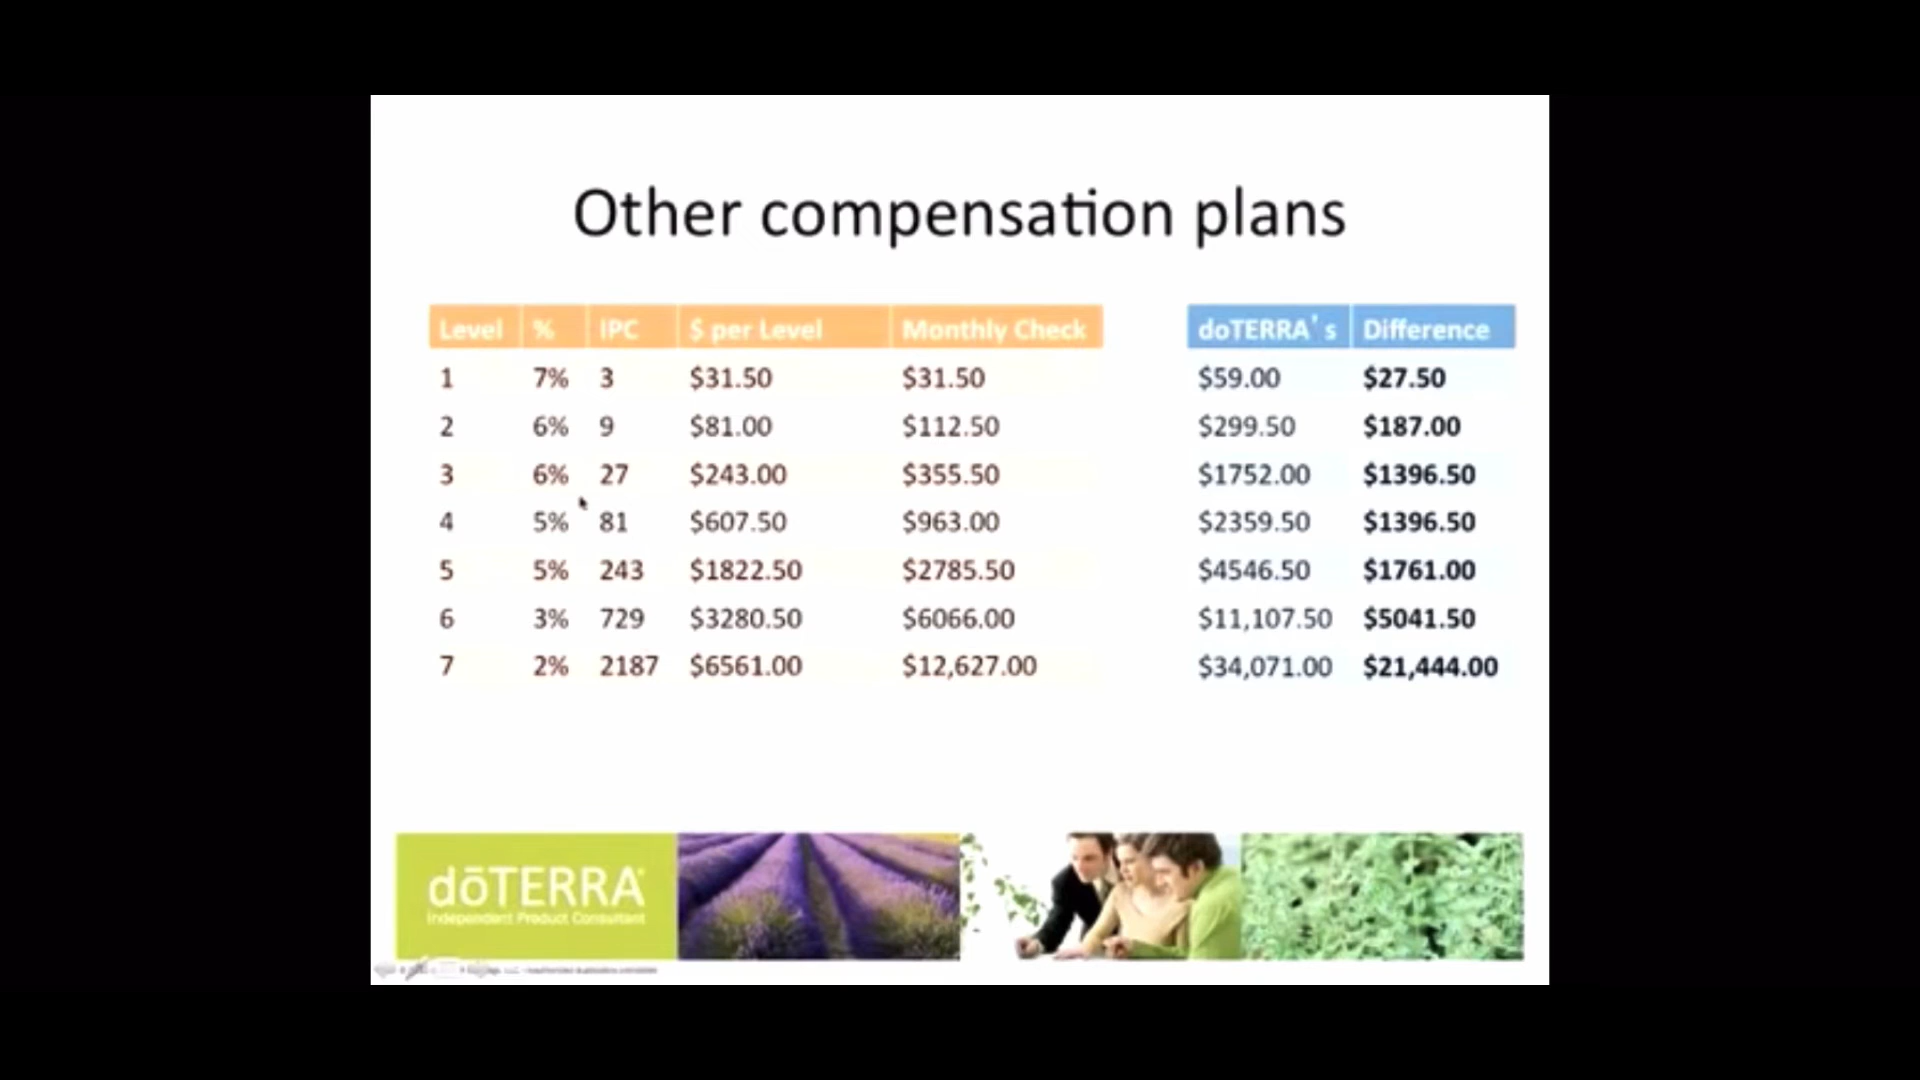 Other compensation plans
Level % IPC $ per Level Monthly Check doTERRA's Difference
1 7% 3 $31.50 $31.50 $59.00 $27.50
2 6% 9 $81.00 $112.50 $299.50 $187.00
3 6% 27 $243.00 $355.50 $1752.00 $1396.50
4 5% 81 $607.50 $963.00 $2359.50 $1396.50
5 5% 243 $1822.50 $2785.50 $4546.50 $1761.00
6 3% 729 $3280.50 $6066.00 $11,107.50 $5041.50
7 2% 2187 $6561.00 $12,627.00 $34,071.00 $21,444.00
dōTERRA®
Independent Product Consultant